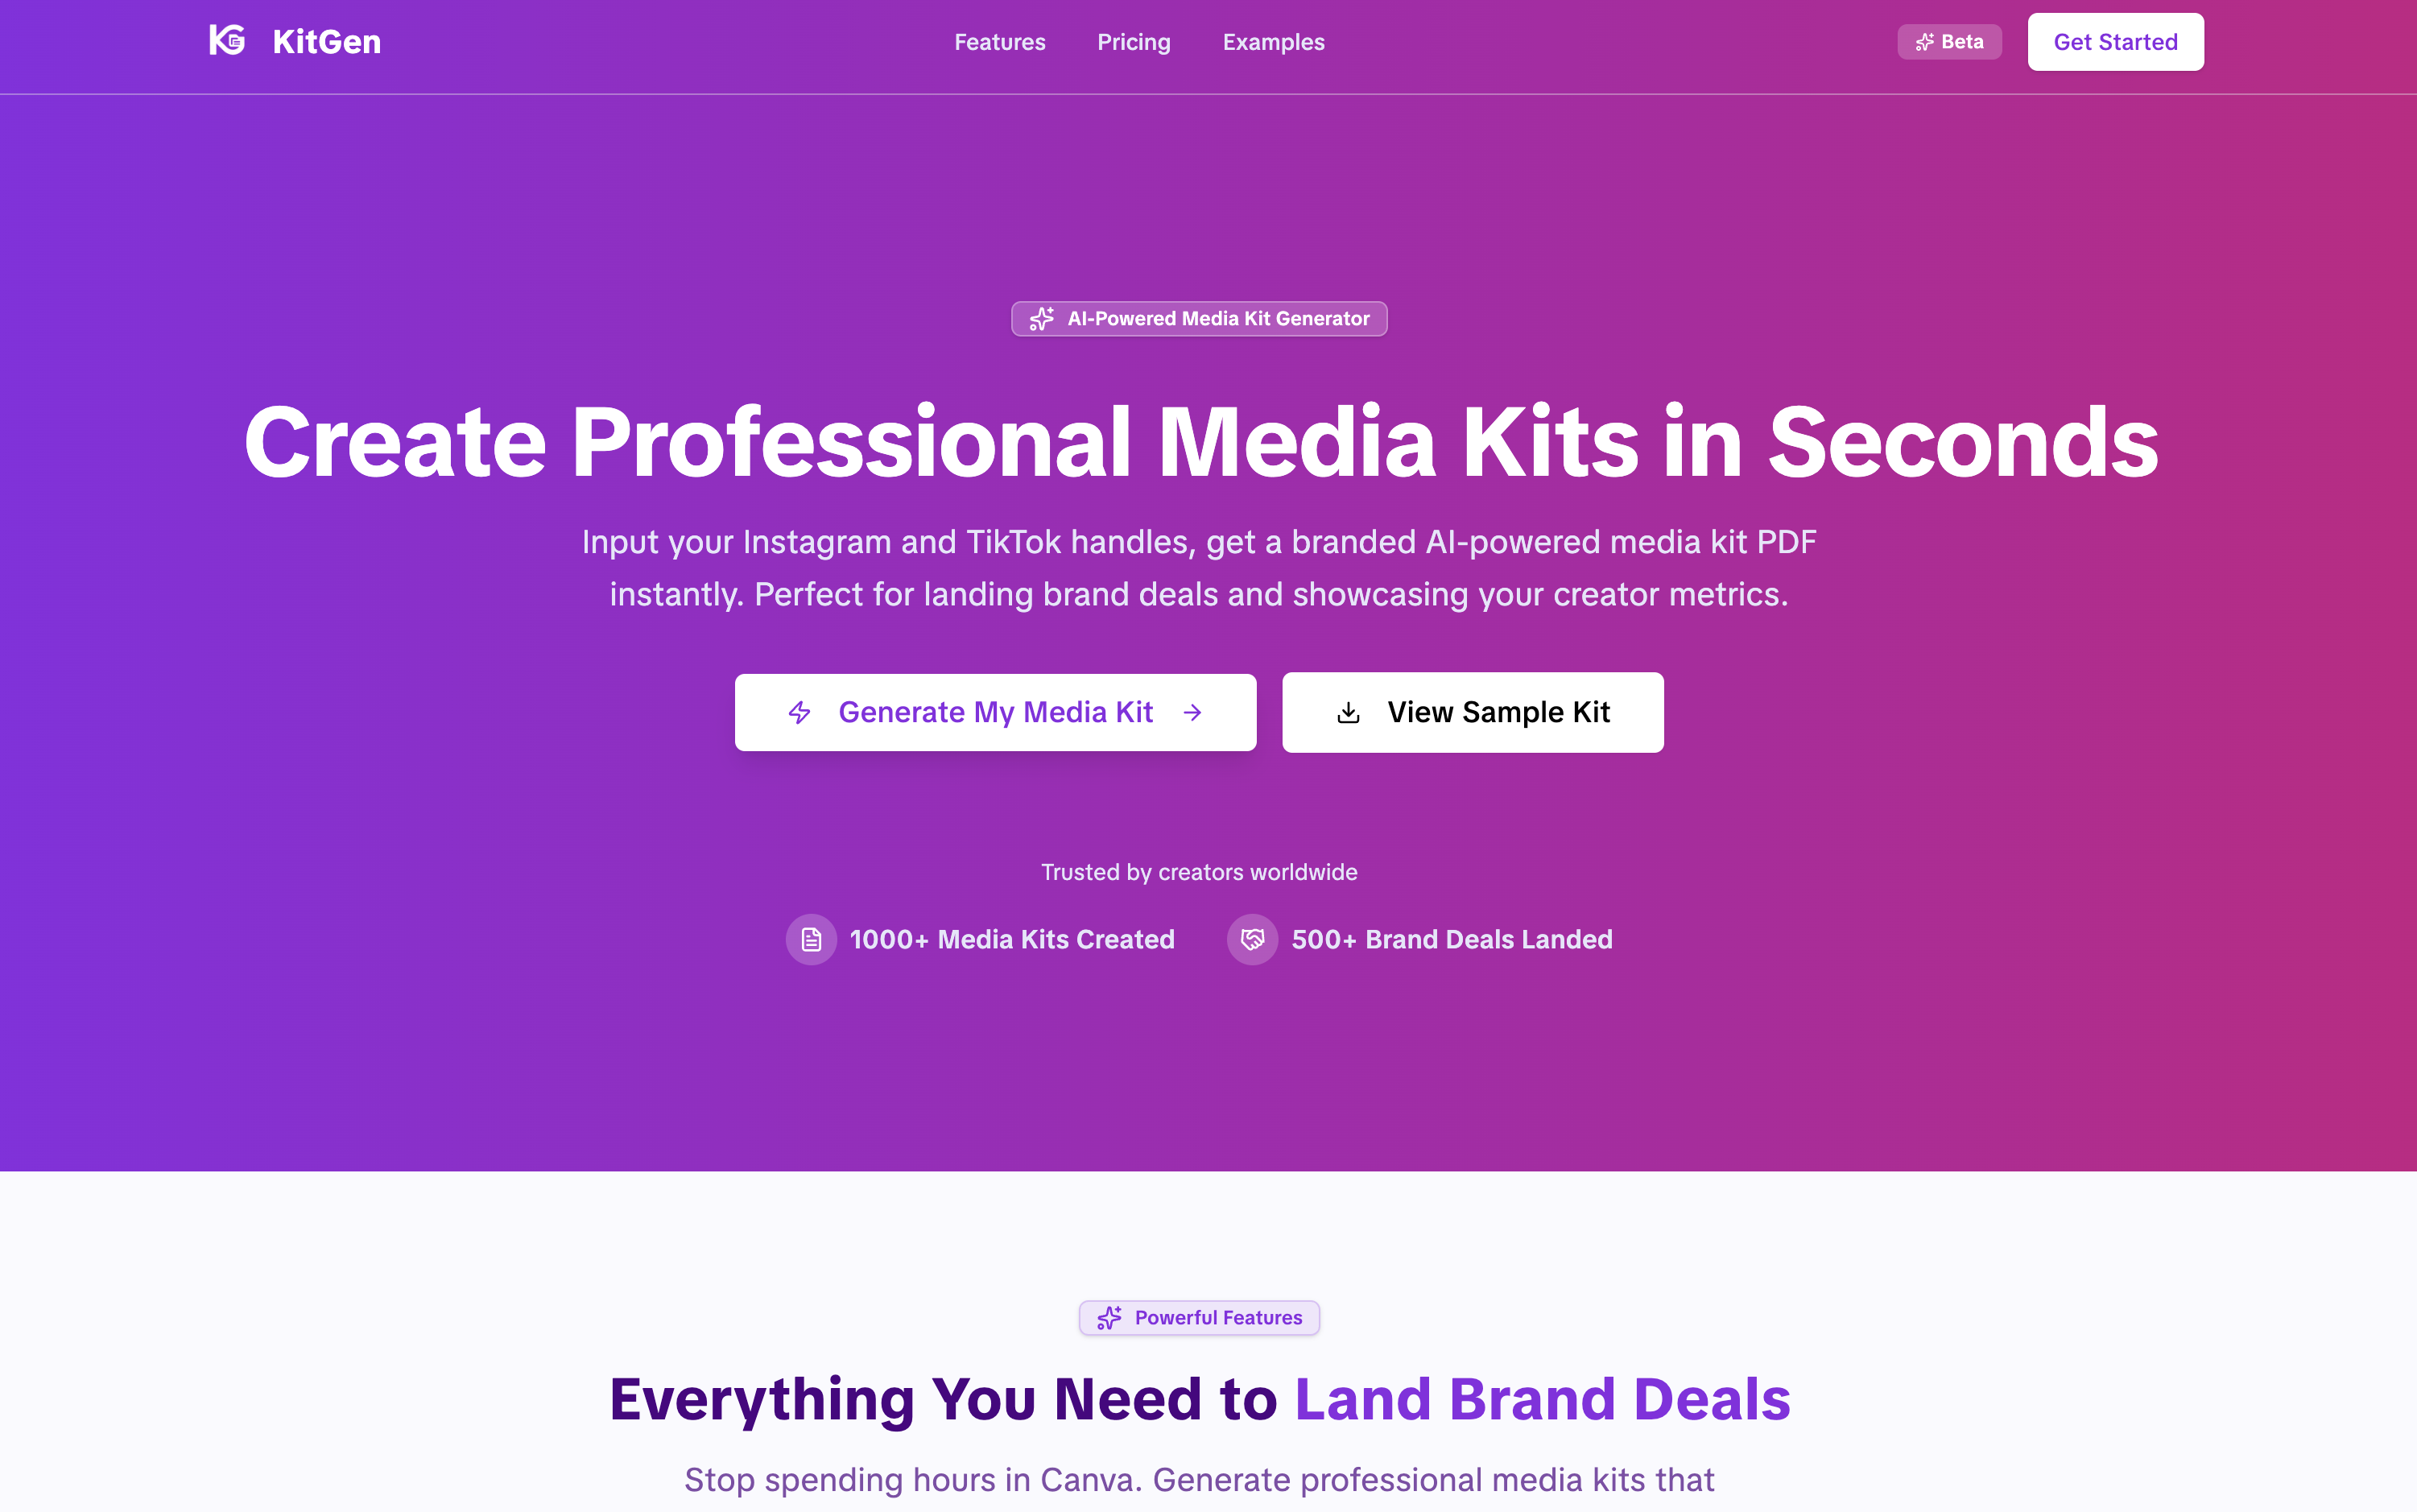 KG KitGen
Features Pricing Examples
Beta Get Started
AI-Powered Media Kit Generator
Create Professional Media Kits in Seconds
Input your Instagram and TikTok handles, get a branded AI-powered media kit PDF
instantly. Perfect for landing brand deals and showcasing your creator metrics.
Generate My Media Kit View Sample Kit
Trusted by creators worldwide
1000+ Media Kits Created 500+ Brand Deals Landed
Powerful Features
Everything You Need to Land Brand Deals
Stop spending hours in Canva. Generate professional media kits that